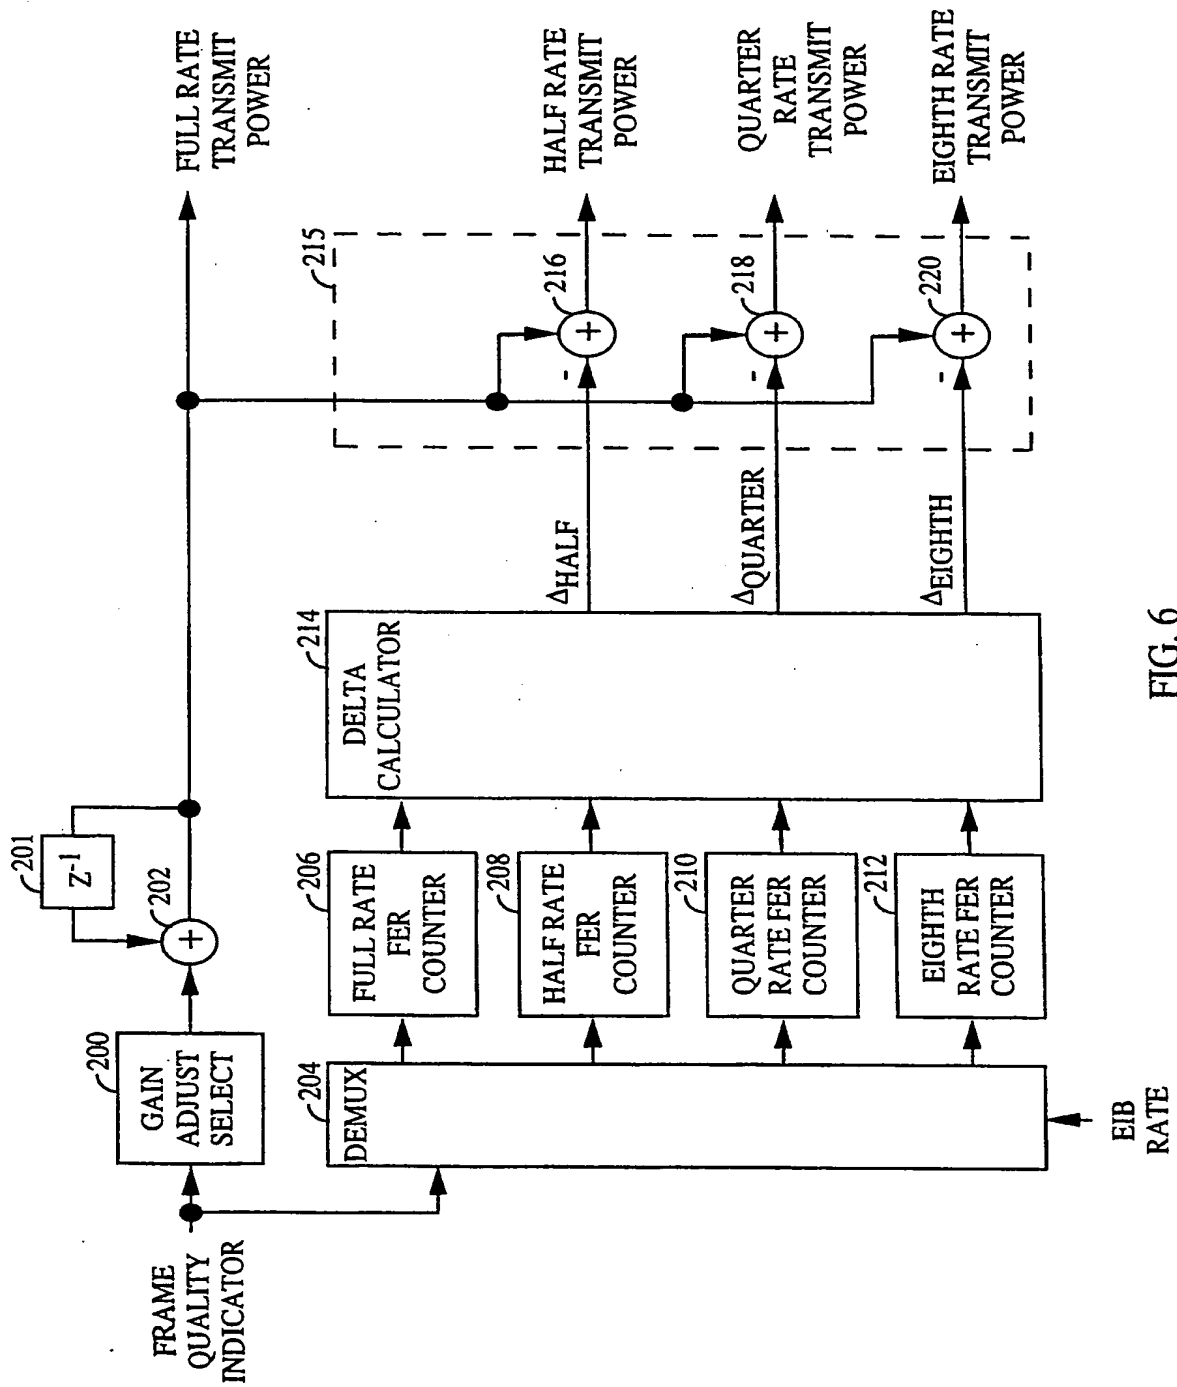 FRAME
QUALITY
INDICATOR
200
GAIN
ADJUST
SELECT
201
Z-1
202
+
FULL RATE
TRANSMIT
POWER
204
DEMUX
EIB
RATE
206
FULL RATE
FER
COUNTER
208
HALF RATE
FER
COUNTER
210
QUARTER
RATE FER
COUNTER
212
EIGHTH
RATE FER
COUNTER
214
DELTA
CALCULATOR
ΔHALF
ΔQUARTER
ΔEIGHTH
215
216
+
-
HALF RATE
TRANSMIT
POWER
218
+
-
QUARTER
RATE
TRANSMIT
POWER
220
+
-
EIGHTH RATE
TRANSMIT
POWER
FIG. 6